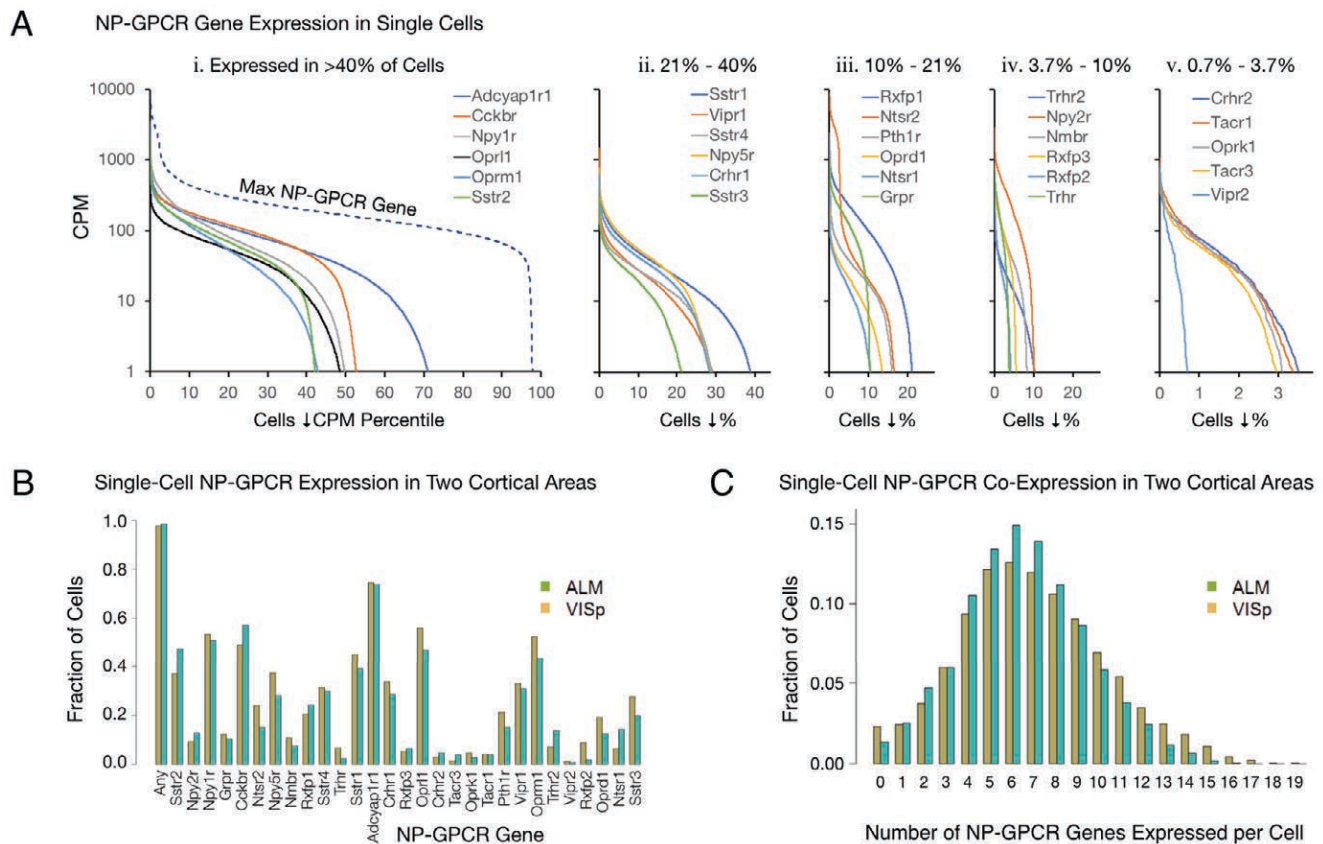 A
NP-GPCR Gene Expression in Single Cells
i. Expressed in >40% of Cells
CPM
10000
1000
100
10
1
Adcyap1r1
Cckbr
Npy1r
Oprl1
Oprm1
Sstr2
Max NP-GPCR Gene
0 10 20 30 40 50 60 70 80 90 100
Cells ↓CPM Percentile
ii. 21% - 40%
Sstr1
Vipr1
Sstr4
Npy5r
Crhr1
Sstr3
0 20 40
Cells ↓%
iii. 10% - 21%
Rxfp1
Ntsr2
Pth1r
Oprd1
Ntsr1
Grpr
0 20
Cells ↓%
iv. 3.7% - 10%
Trhr2
Npy2r
Nmbr
Rxfp3
Rxfp2
Trhr
0 20
Cells ↓%
v. 0.7% - 3.7%
Crhr2
Tacr1
Oprk1
Tacr3
Vipr2
0 1 2 3
Cells ↓%
B
Single-Cell NP-GPCR Expression in Two Cortical Areas
Fraction of Cells
1.0
0.8
0.6
0.4
0.2
0.0
ALM
VISp
Any
Sstr2
Npy2r
Npy1r
Grpr
Cckbr
Ntsr2
Npy5r
Nmbr
Rxfp1
Sstr4
Trhr
Sstr1
Adcyap1r1
Crhr1
Rxfp3
Oprl1
Crhr2
Tacr3
Oprk1
Tacr1
Pth1r
Vipr1
Oprm1
Trhr2
Vipr2
Rxfp2
Oprd1
Ntsr1
Sstr3
NP-GPCR Gene
C
Single-Cell NP-GPCR Co-Expression in Two Cortical Areas
Fraction of Cells
0.15
0.10
0.05
0.00
ALM
VISp
0 1 2 3 4 5 6 7 8 9 10 11 12 13 14 15 16 17 18 19
Number of NP-GPCR Genes Expressed per Cell